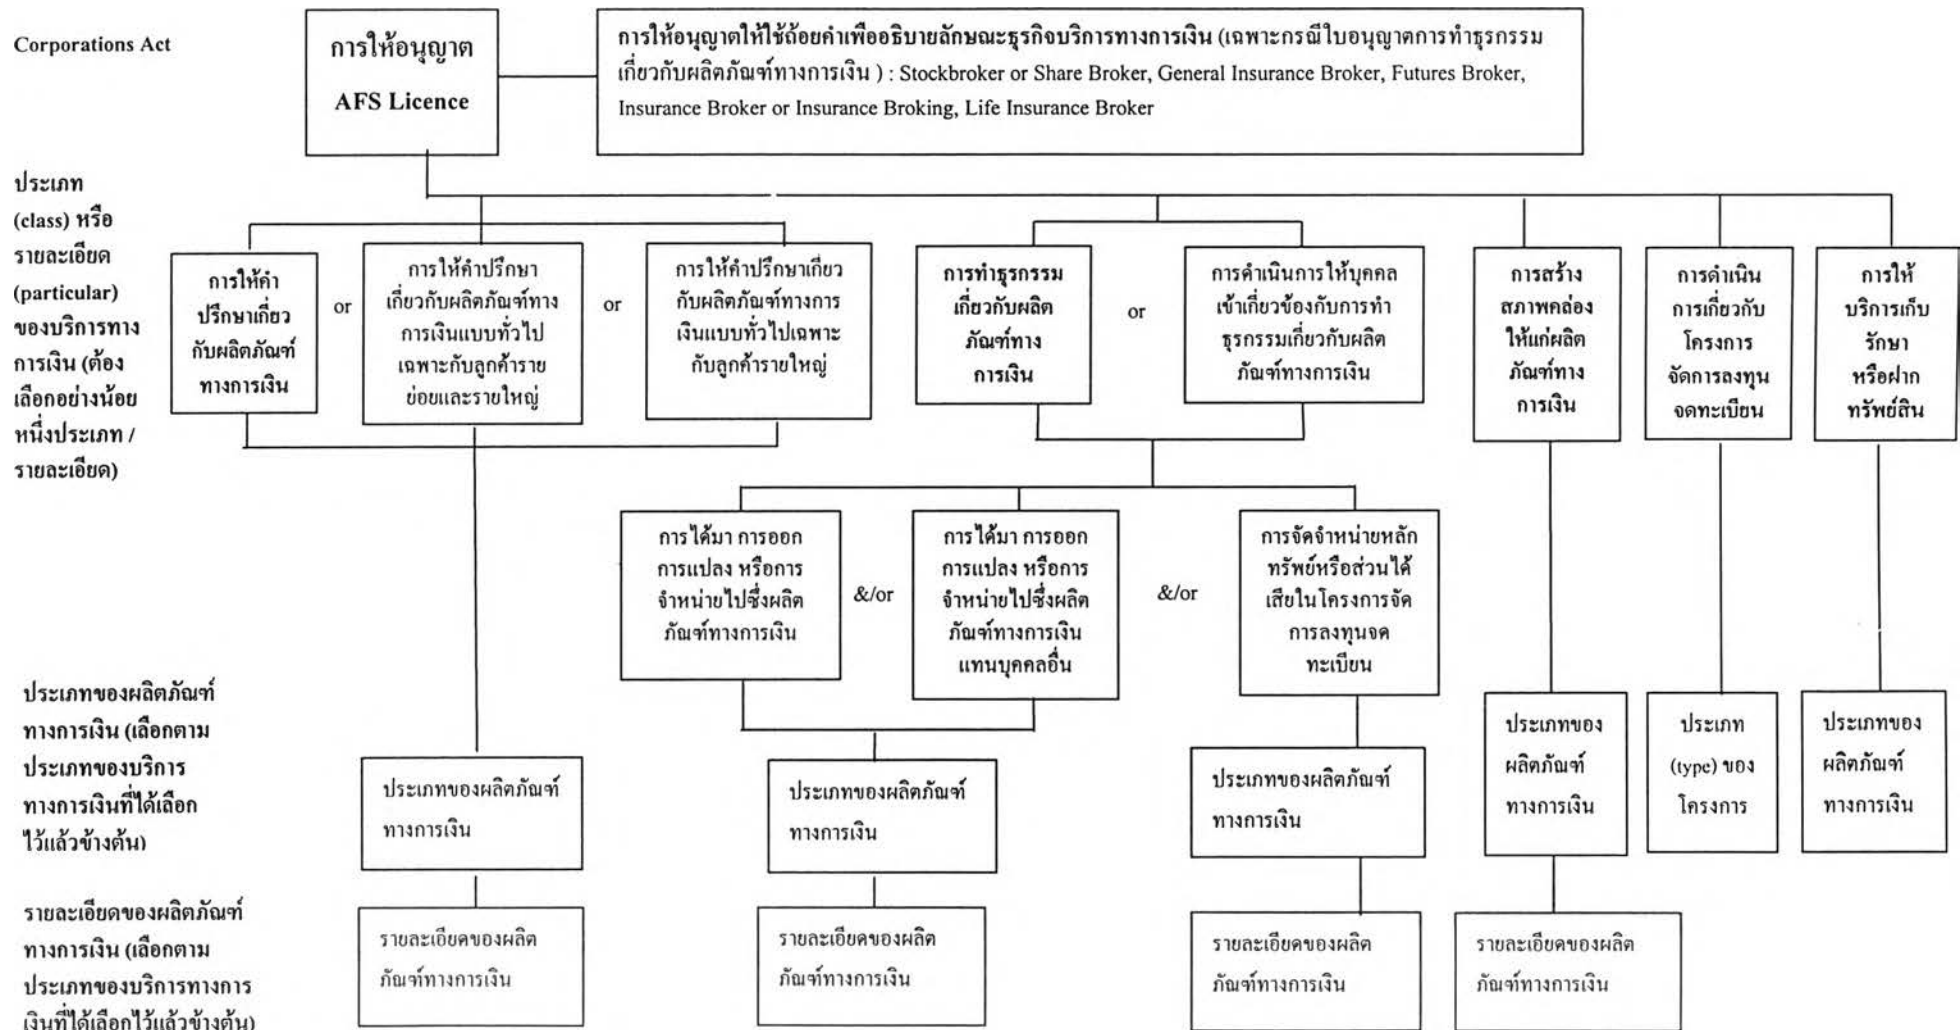 Corporations Act
การให้อนุญาต
AFS Licence
การให้อนุญาตให้ใช้ถ้อยคำเพื่ออธิบายลักษณะธุรกิจบริการทางการเงิน (เฉพาะกรณีใบอนุญาตการทำธุรกรรม
เกี่ยวกับผลิตภัณฑ์ทางการเงิน ) : Stockbroker or Share Broker, General Insurance Broker, Futures Broker,
Insurance Broker or Insurance Broking, Life Insurance Broker
ประเภท
(class) หรือ
รายละเอียด
(particular)
ของบริการทาง
การเงิน (ต้อง
เลือกอย่างน้อย
หนึ่งประเภท /
รายละเอียด)
การให้คำ
ปรึกษาเกี่ยว
กับผลิตภัณฑ์
ทางการเงิน
or
การให้คำปรึกษา
เกี่ยวกับผลิตภัณฑ์ทาง
การเงินแบบทั่วไป
เฉพาะกับลูกค้าราย
ย่อยและรายใหญ่
or
การให้คำปรึกษาเกี่ยว
กับผลิตภัณฑ์ทางการ
เงินแบบทั่วไปเฉพาะ
กับลูกค้ารายใหญ่
การทำธุรกรรม
เกี่ยวกับผลิต
ภัณฑ์ทาง
การเงิน
or
การดำเนินการให้บุคคล
เข้าเกี่ยวข้องกับการทำ
ธุรกรรมเกี่ยวกับผลิต
ภัณฑ์ทางการเงิน
การสร้าง
สภาพคล่อง
ให้แก่ผลิต
ภัณฑ์ทาง
การเงิน
การดำเนิน
การเกี่ยวกับ
โครงการ
จัดการลงทุน
จดทะเบียน
การให้
บริการเก็บ
รักษา
หรือฝาก
ทรัพย์สิน
การได้มา การออก
การแปลง หรือการ
จำหน่ายไปซึ่งผลิต
ภัณฑ์ทางการเงิน
&/or
การได้มา การออก
การแปลง หรือการ
จำหน่ายไปซึ่งผลิต
ภัณฑ์ทางการเงิน
แทนบุคคลอื่น
&/or
การจัดจำหน่ายหลัก
ทรัพย์หรือส่วนได้
เสียในโครงการจัด
การลงทุนจด
ทะเบียน
ประเภทของผลิตภัณฑ์
ทางการเงิน (เลือกตาม
ประเภทของบริการ
ทางการเงินที่ได้เลือก
ไว้แล้วข้างต้น)
ประเภทของผลิตภัณฑ์
ทางการเงิน
ประเภทของผลิตภัณฑ์
ทางการเงิน
ประเภทของผลิตภัณฑ์
ทางการเงิน
ประเภทของ
ผลิตภัณฑ์
ทางการเงิน
ประเภท
(type) ของ
โครงการ
ประเภทของ
ผลิตภัณฑ์
ทางการเงิน
รายละเอียดของผลิตภัณฑ์
ทางการเงิน (เลือกตาม
ประเภทของบริการทางการ
เงินที่ได้เลือกไว้แล้วข้างต้น)
รายละเอียดของผลิต
ภัณฑ์ทางการเงิน
รายละเอียดของผลิต
ภัณฑ์ทางการเงิน
รายละเอียดของผลิต
ภัณฑ์ทางการเงิน
รายละเอียดของผลิต
ภัณฑ์ทางการเงิน